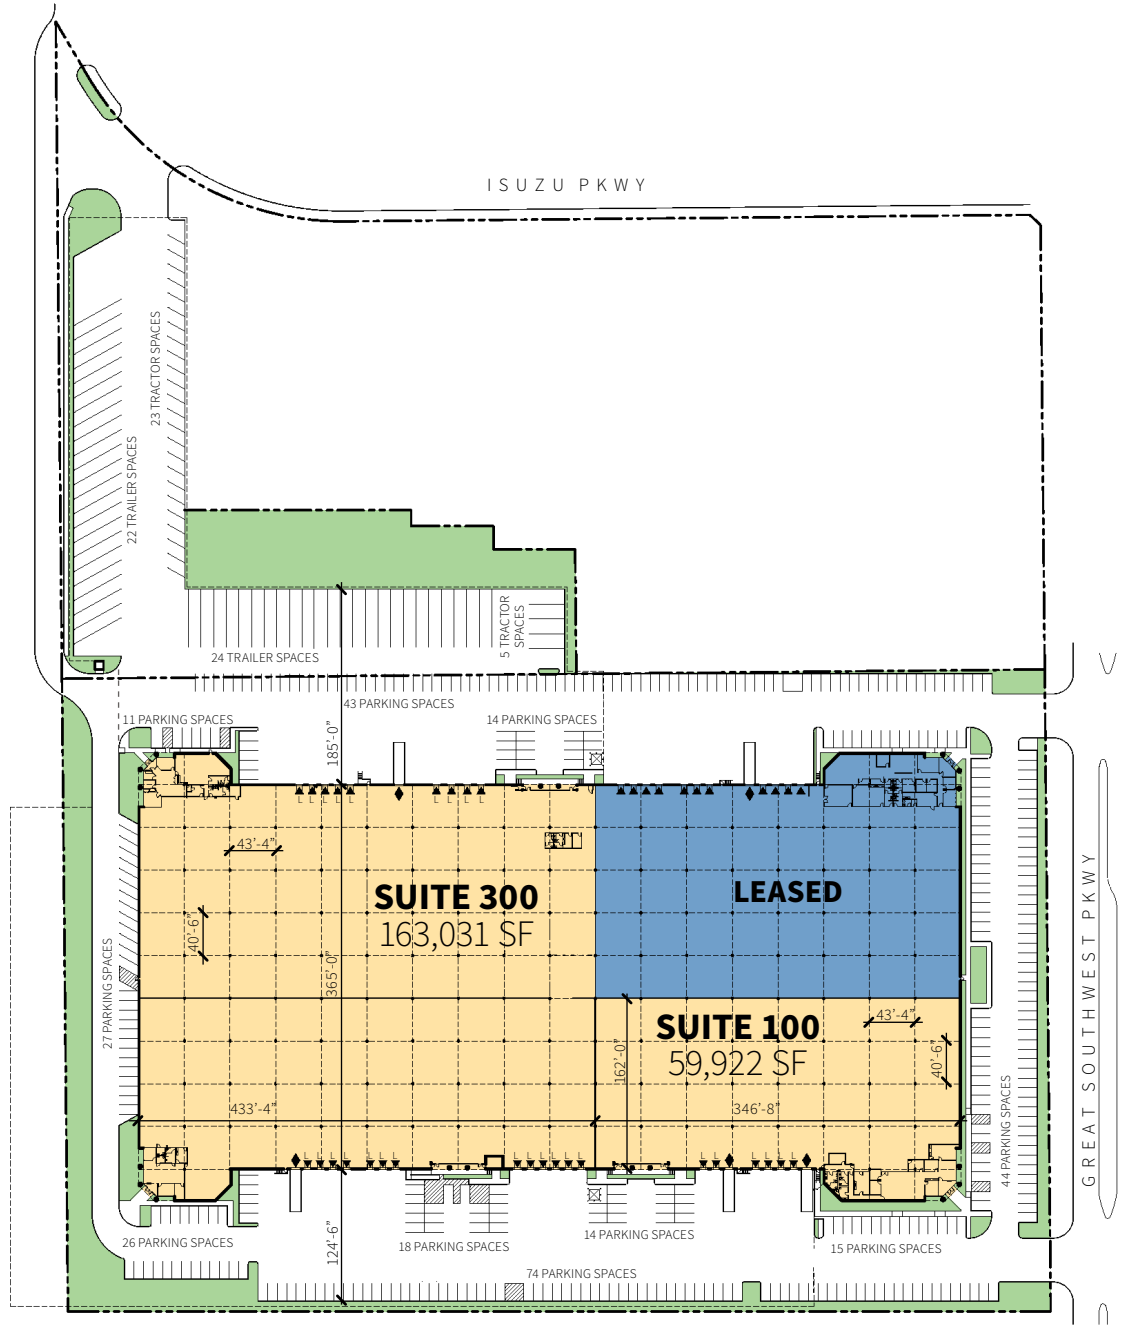 ISUZU PKWY
23 TRACTOR SPACES
22 TRAILER SPACES
5 TRACTOR
SPACES
24 TRAILER SPACES
43 PARKING SPACES
11 PARKING SPACES
14 PARKING SPACES
185'-0"
L L L L L
L L L L
43'-4"
SUITE 300
163,031 SF
LEASED
40'-6"
365'-0"
27 PARKING SPACES
SUITE 100
59,922 SF
43'-4"
40'-6"
162'-0"
433'-4"
346'-8"
44 PARKING SPACES
GREAT SOUTHWEST PKWY
26 PARKING SPACES
124'-6"
18 PARKING SPACES
14 PARKING SPACES
15 PARKING SPACES
74 PARKING SPACES